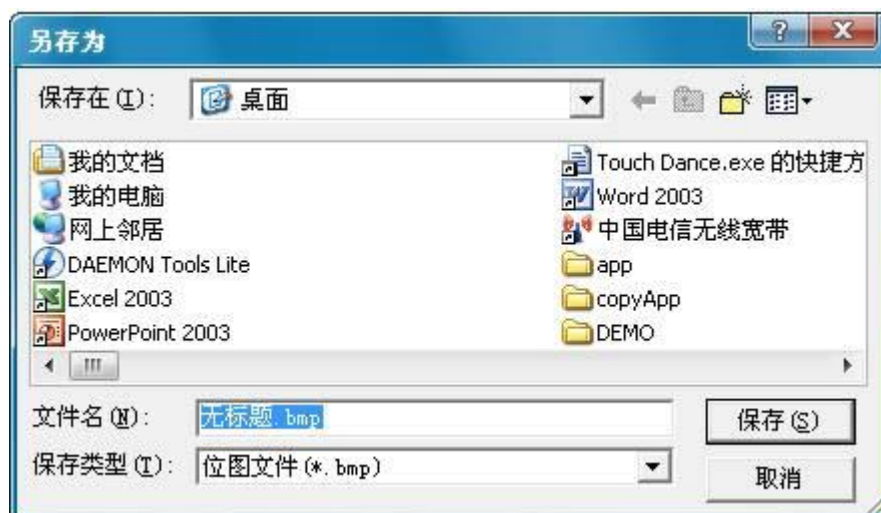 另存为
保存在(I):
桌面
我的文档
我的电脑
网上邻居
DAEMON Tools Lite
Excel 2003
PowerPoint 2003
Touch Dance.exe 的快捷方
Word 2003
中国电信无线宽带
app
copyApp
DEMO
文件名(N):
无标题.bmp
保存(S)
保存类型(T):
位图文件(*.bmp)
取消